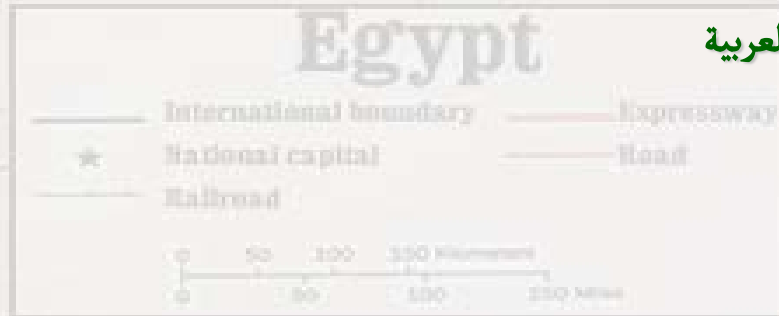 Egypt
لعربية
International boundary Expressway
National capital Road
Railroad
0 50 100 150 Kilometers
0 50 100 150 Miles